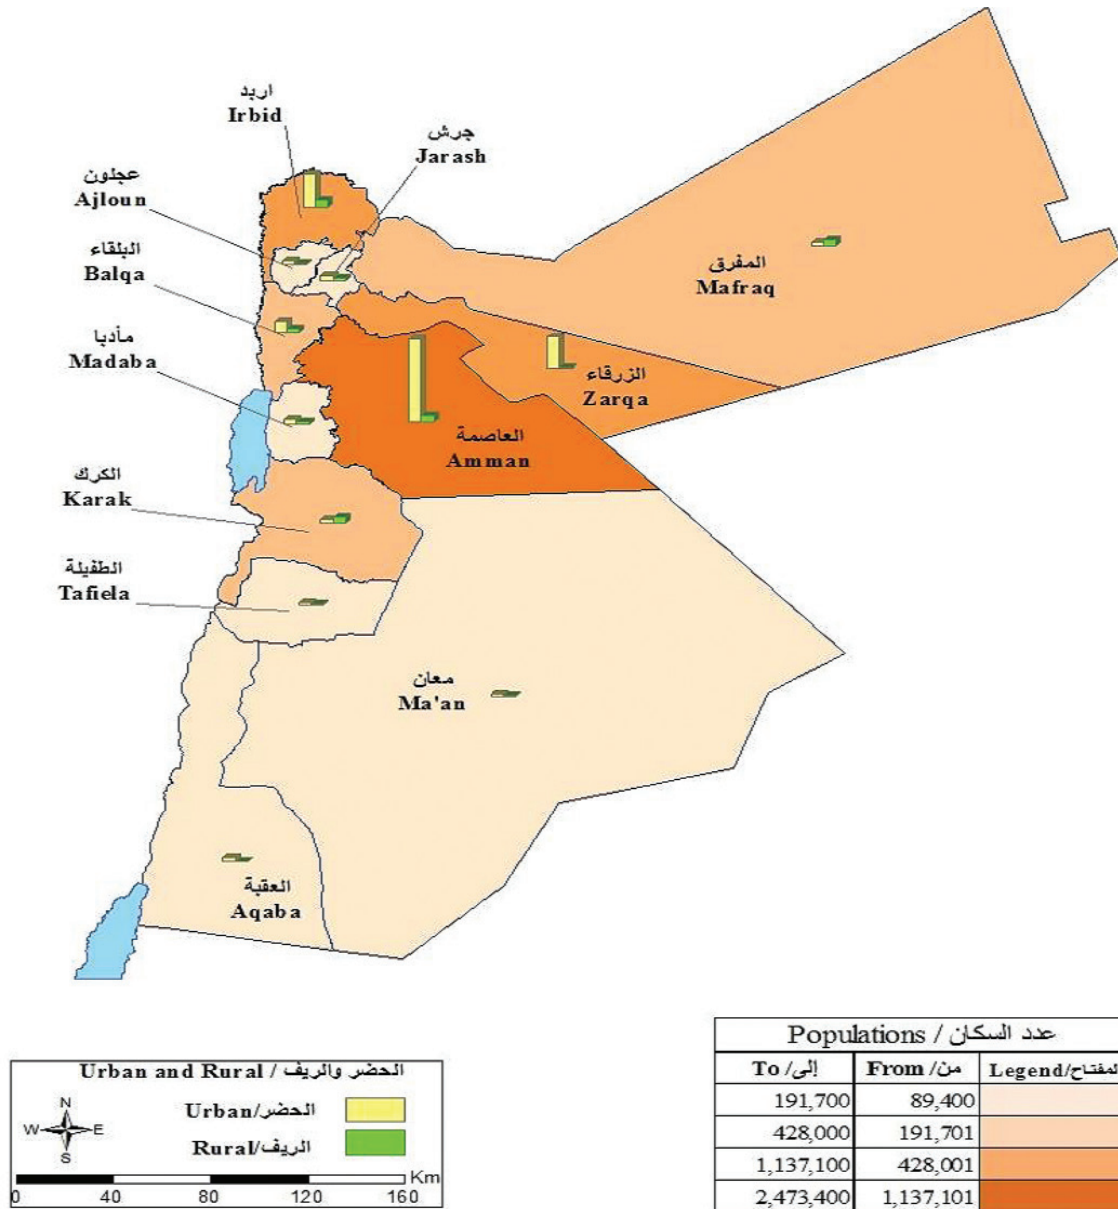 اربد
Irbid
جرش
Jarash
عجلون
Ajloun
البلقاء
Balqa
المفرق
Mafraq
مأدبا
Madaba
الزرقاء
Zarqa
العاصمة
Amman
الكرك
Karak
الطفيلة
Tafiela
معان
Ma'an
العقبة
Aqaba
الحضر والريف / Urban and Rural
N
W E
S
الحضر/Urban
الريف/Rural
Km
0 40 80 120 160
عدد السكان / Populations
To /إلى From /من Legend/المفتاح
191,700 89,400
428,000 191,701
1,137,100 428,001
2,473,400 1,137,101